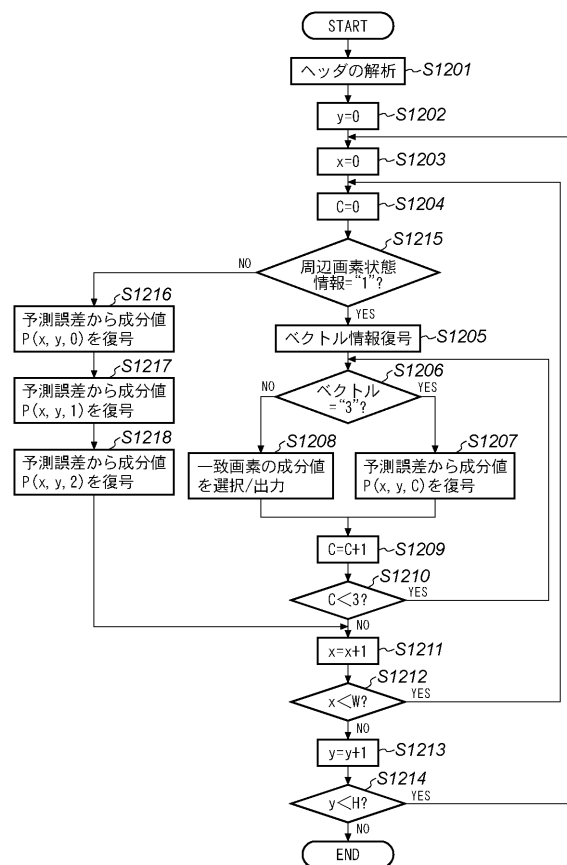 START
ヘッダの解析
S1201
y=0
S1202
x=0
S1203
C=0
S1204
周辺画素状態
情報="1"?
S1215
NO
YES
S1216
予測誤差から成分値
P(x, y, 0)を復号
S1217
予測誤差から成分値
P(x, y, 1)を復号
S1218
予測誤差から成分値
P(x, y, 2)を復号
ベクトル情報復号
S1205
ベクトル
="3"?
S1206
NO
YES
S1208
一致画素の成分値
を選択/出力
S1207
予測誤差から成分値
P(x, y, C)を復号
C=C+1
S1209
C<3?
S1210
YES
NO
x=x+1
S1211
x<W?
S1212
YES
NO
y=y+1
S1213
y<H?
S1214
YES
NO
END